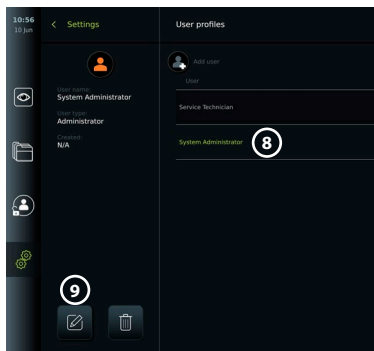 10:56
10 Jun
Settings
User profiles
Add user
User
User name:
System Administrator
User type:
Administrator
Created:
N/A
Service Technician
System Administrator
8
9